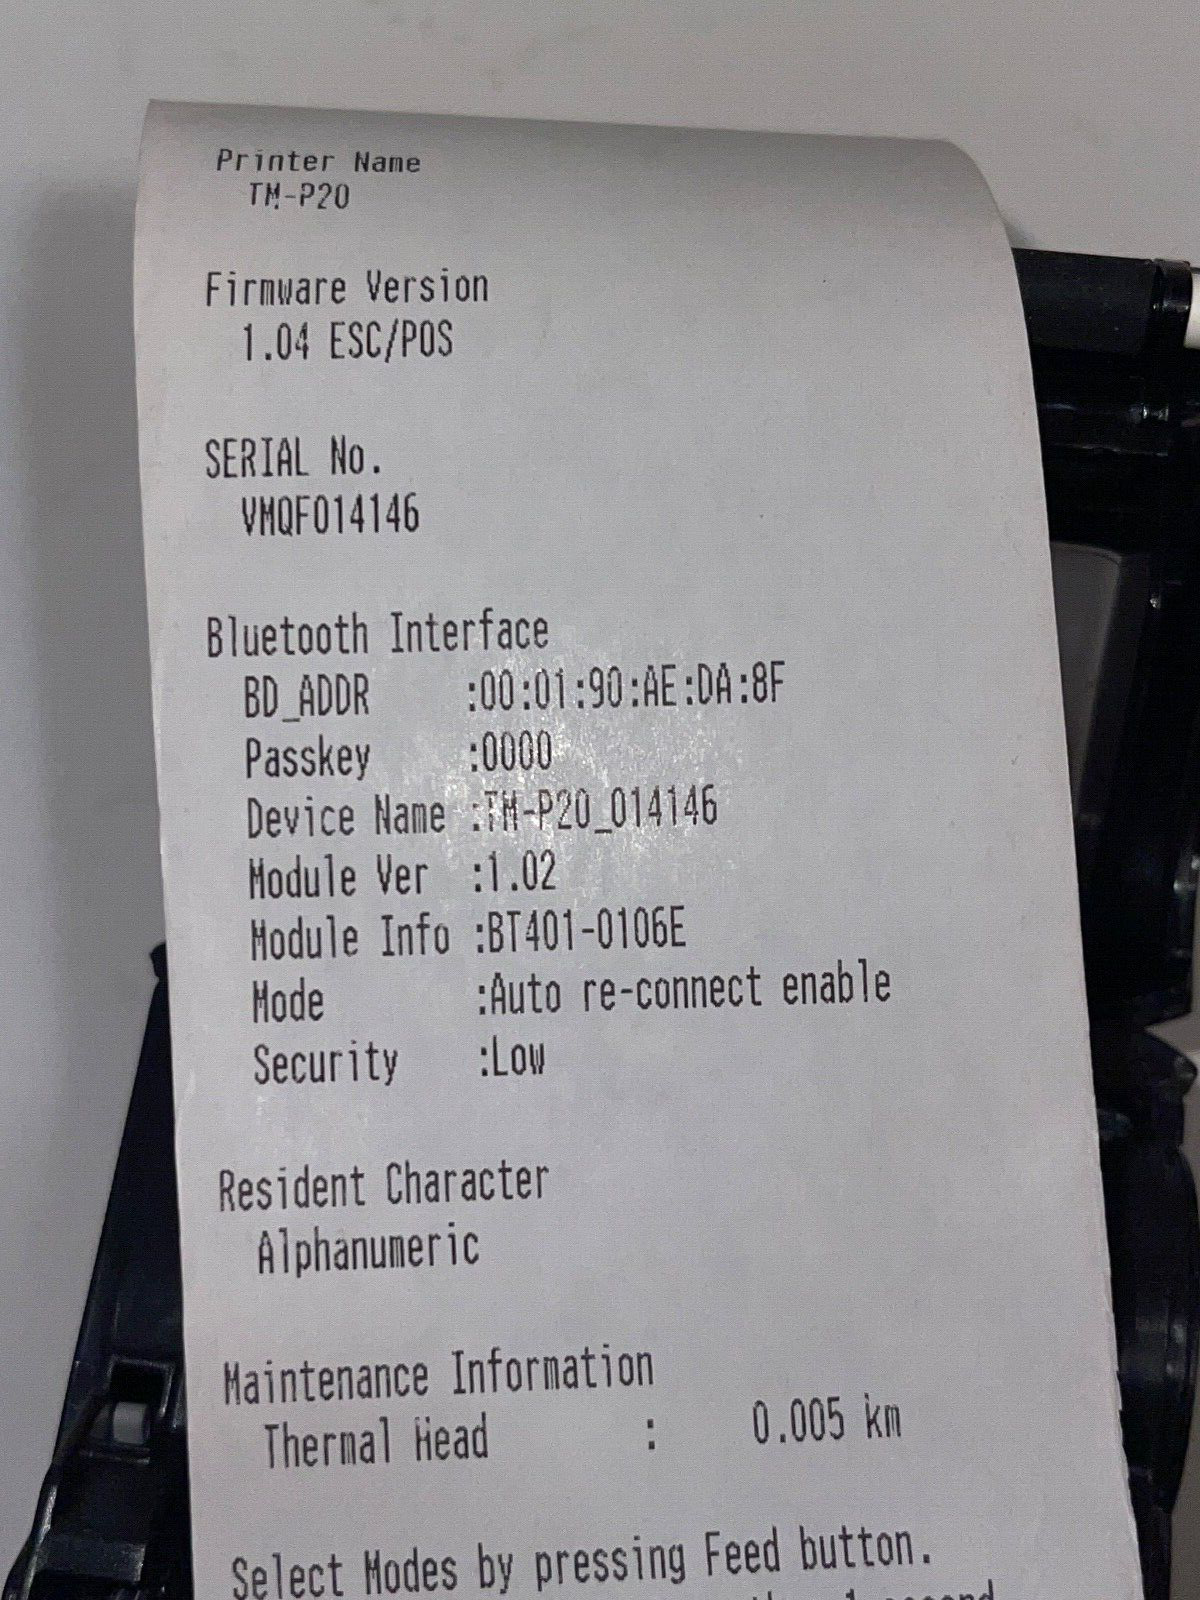 Printer Name
TM-P20
Firmware Version
1.04 ESC/POS
SERIAL No.
VMQF014146
Bluetooth Interface
BD_ADDR :00:01:90:AE:DA:8F
Passkey :0000
Device Name :TM-P20_014146
Module Ver :1.02
Module Info :BT401-0106E
Mode :Auto re-connect enable
Security :Low
Resident Character
Alphanumeric
Maintenance Information
Thermal Head : 0.005 km
Select Modes by pressing Feed button.
1 second